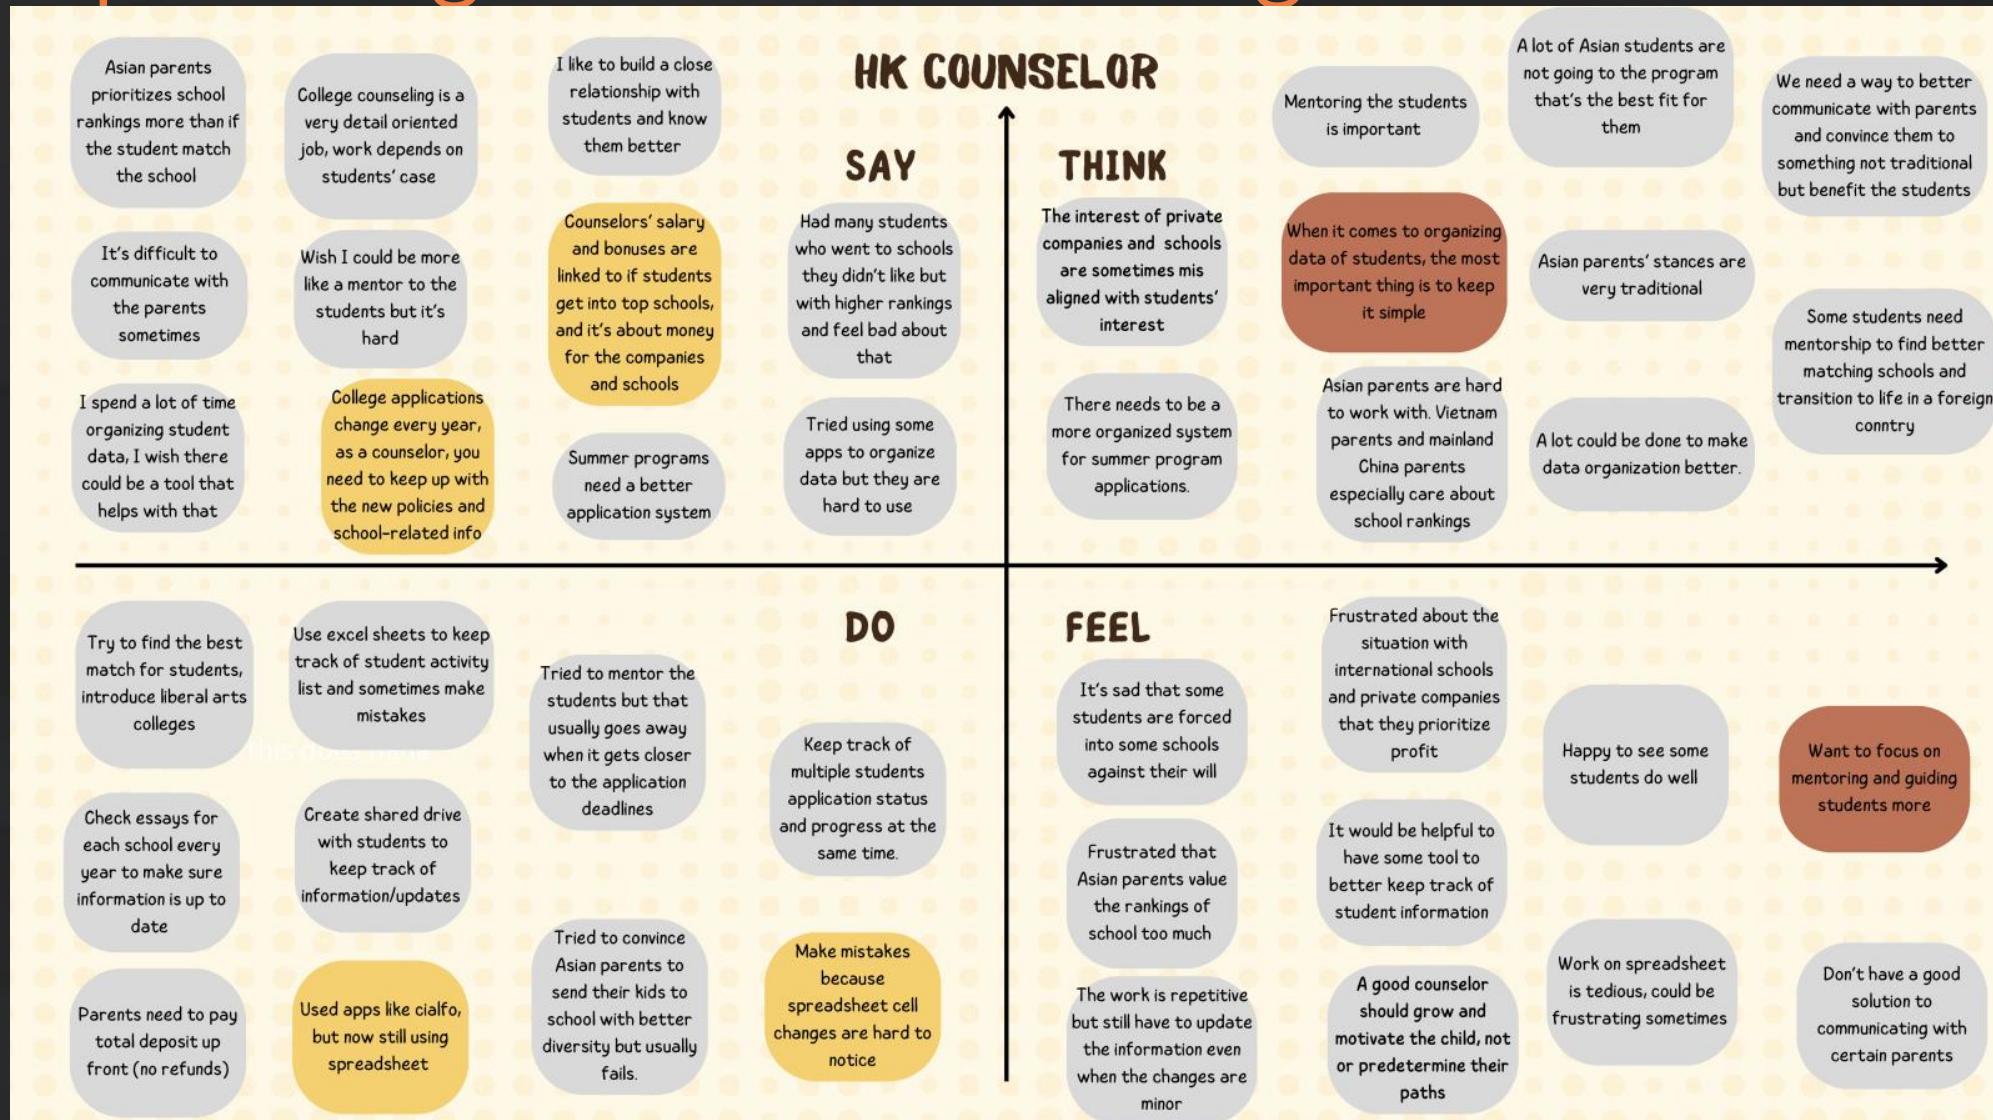 HK COUNSELOR
SAY
Asian parents
prioritizes school
rankings more than if
the student match
the school
College counseling is a
very detail oriented
job, work depends on
students' case
I like to build a close
relationship with
students and know
them better
It's difficult to
communicate with
the parents
sometimes
Wish I could be more
like a mentor to the
students but it's
hard
Counselors' salary
and bonuses are
linked to if students
get into top schools,
and it's about money
for the companies
and schools
Had many students
who went to schools
they didn't like but
with higher rankings
and feel bad about
that
I spend a lot of time
organizing student
data, I wish there
could be a tool that
helps with that
College applications
change every year,
as a counselor, you
need to keep up with
the new policies and
school-related info
Summer programs
need a better
application system
Tried using some
apps to organize
data but they are
hard to use
THINK
Mentoring the students
is important
A lot of Asian students are
not going to the program
that's the best fit for
them
We need a way to better
communicate with parents
and convince them to
something not traditional
but benefit the students
The interest of private
companies and schools
are sometimes mis
aligned with students'
interest
When it comes to organizing
data of students, the most
important thing is to keep
it simple
Asian parents' stances are
very traditional
Some students need
mentorship to find better
matching schools and
transition to life in a foreign
conntry
There needs to be a
more organized system
for summer program
applications.
Asian parents are hard
to work with. Vietnam
parents and mainland
China parents
especially care about
school rankings
A lot could be done to make
data organization better.
DO
Try to find the best
match for students,
introduce liberal arts
colleges
Use excel sheets to keep
track of student activity
list and sometimes make
mistakes
Tried to mentor the
students but that
usually goes away
when it gets closer
to the application
deadlines
Keep track of
multiple students
application status
and progress at the
same time.
Check essays for
each school every
year to make sure
information is up to
date
Create shared drive
with students to
keep track of
information/updates
Tried to convince
Asian parents to
send their kids to
school with better
diversity but usually
fails.
Make mistakes
because
spreadsheet cell
changes are hard to
notice
Parents need to pay
total deposit up
front (no refunds)
Used apps like cialfo,
but now still using
spreadsheet
FEEL
It's sad that some
students are forced
into some schools
against their will
Frustrated about the
situation with
international schools
and private companies
that they prioritize
profit
Happy to see some
students do well
Want to focus on
mentoring and guiding
students more
Frustrated that
Asian parents value
the rankings of
school too much
It would be helpful to
have some tool to
better keep track of
student information
The work is repetitive
but still have to update
the information even
when the changes are
minor
A good counselor
should grow and
motivate the child, not
or predetermine their
paths
Work on spreadsheet
is tedious, could be
frustrating sometimes
Don't have a good
solution to
communicating with
certain parents